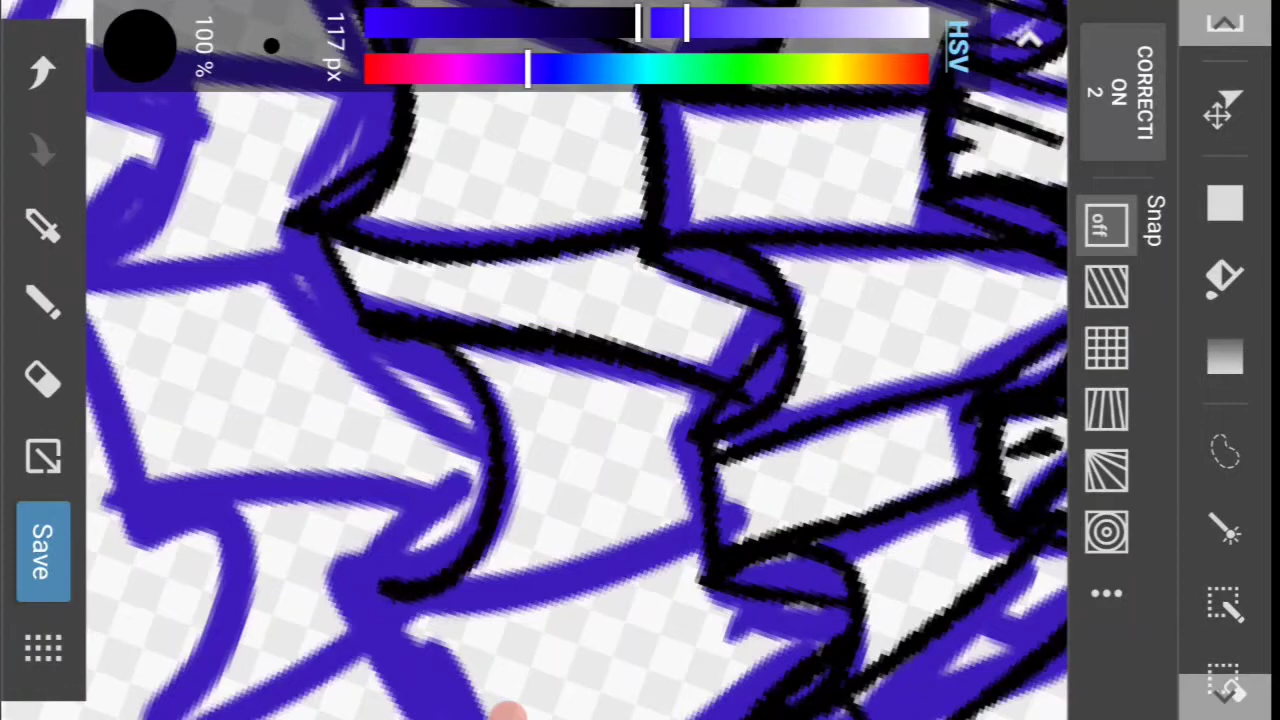 CORRECTI
ON
2
Snap
off
HSV
117 px
100 %
Save